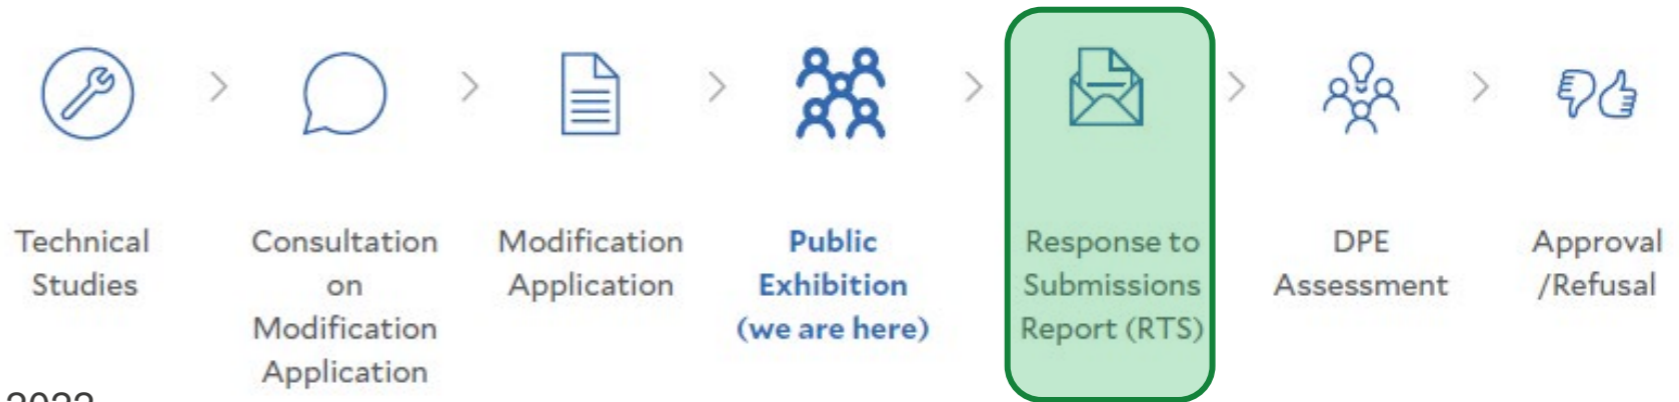 Technical
Studies
Consultation
on
Modification
Application
Modification
Application
Public
Exhibition
(we are here)
Response to
Submissions
Report (RTS)
DPE
Assessment
Approval
/Refusal